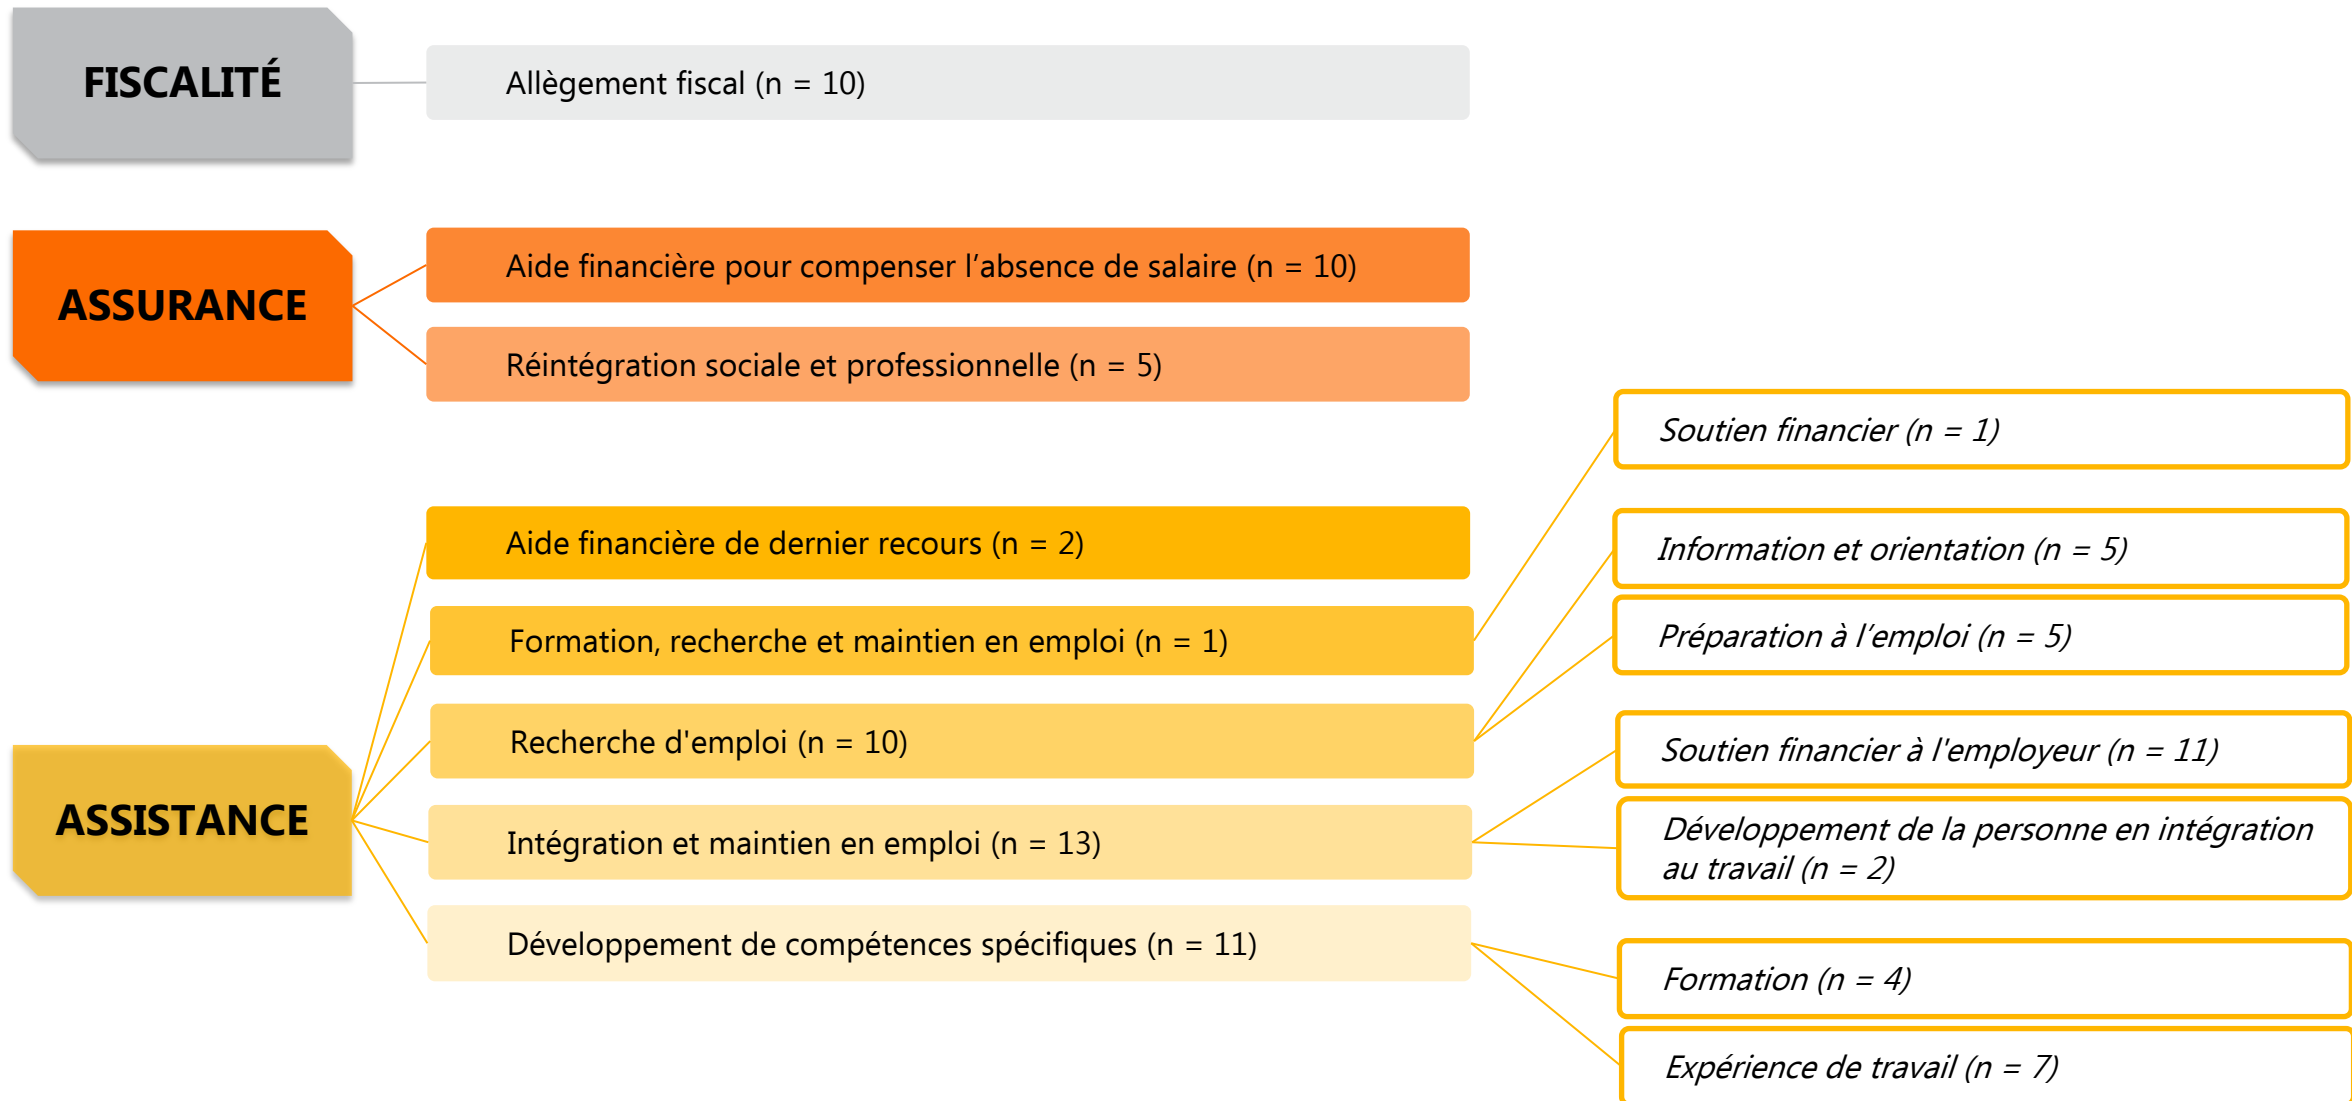 FISCALITÉ
Allègement fiscal (n = 10)
ASSURANCE
Aide financière pour compenser l’absence de salaire (n = 10)
Réintégration sociale et professionnelle (n = 5)
ASSISTANCE
Aide financière de dernier recours (n = 2)
Formation, recherche et maintien en emploi (n = 1)
Soutien financier (n = 1)
Recherche d'emploi (n = 10)
Information et orientation (n = 5)
Préparation à l’emploi (n = 5)
Intégration et maintien en emploi (n = 13)
Soutien financier à l'employeur (n = 11)
Développement de la personne en intégration
au travail (n = 2)
Développement de compétences spécifiques (n = 11)
Formation (n = 4)
Expérience de travail (n = 7)